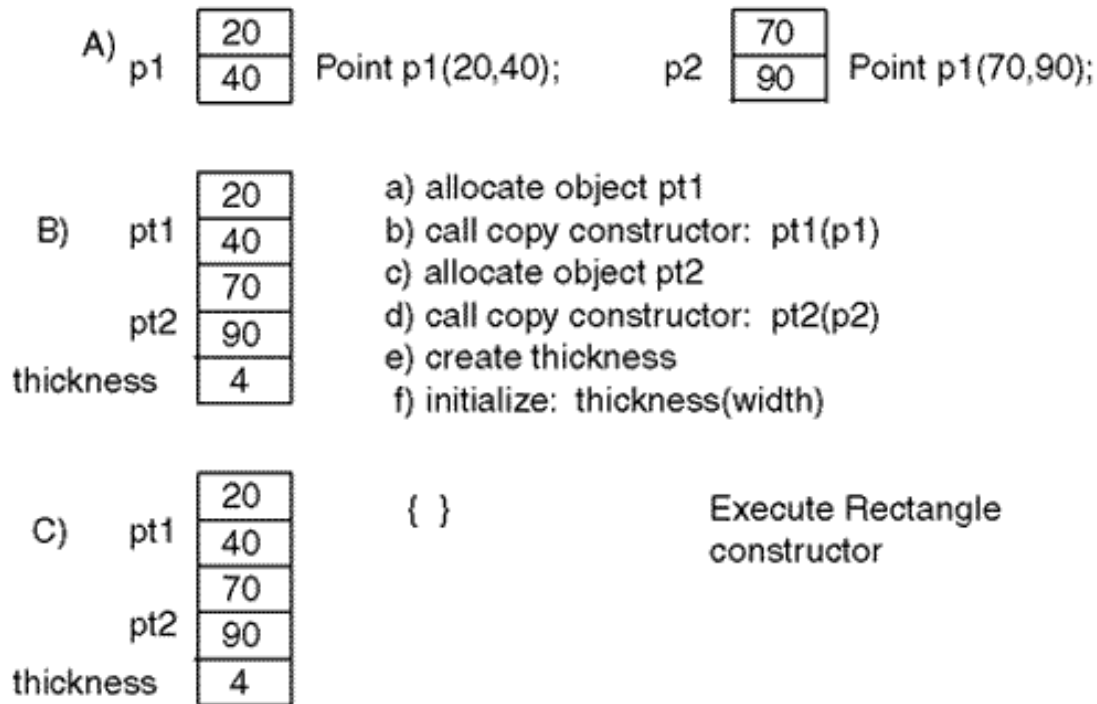 A) p1 20 40 Point p1(20,40); p2 70 90 Point p1(70,90);
B) pt1 20 40
pt2 70 90
thickness 4
a) allocate object pt1
b) call copy constructor: pt1(p1)
c) allocate object pt2
d) call copy constructor: pt2(p2)
e) create thickness
f) initialize: thickness(width)
C) pt1 20 40
pt2 70 90
thickness 4
{ }
Execute Rectangle
constructor